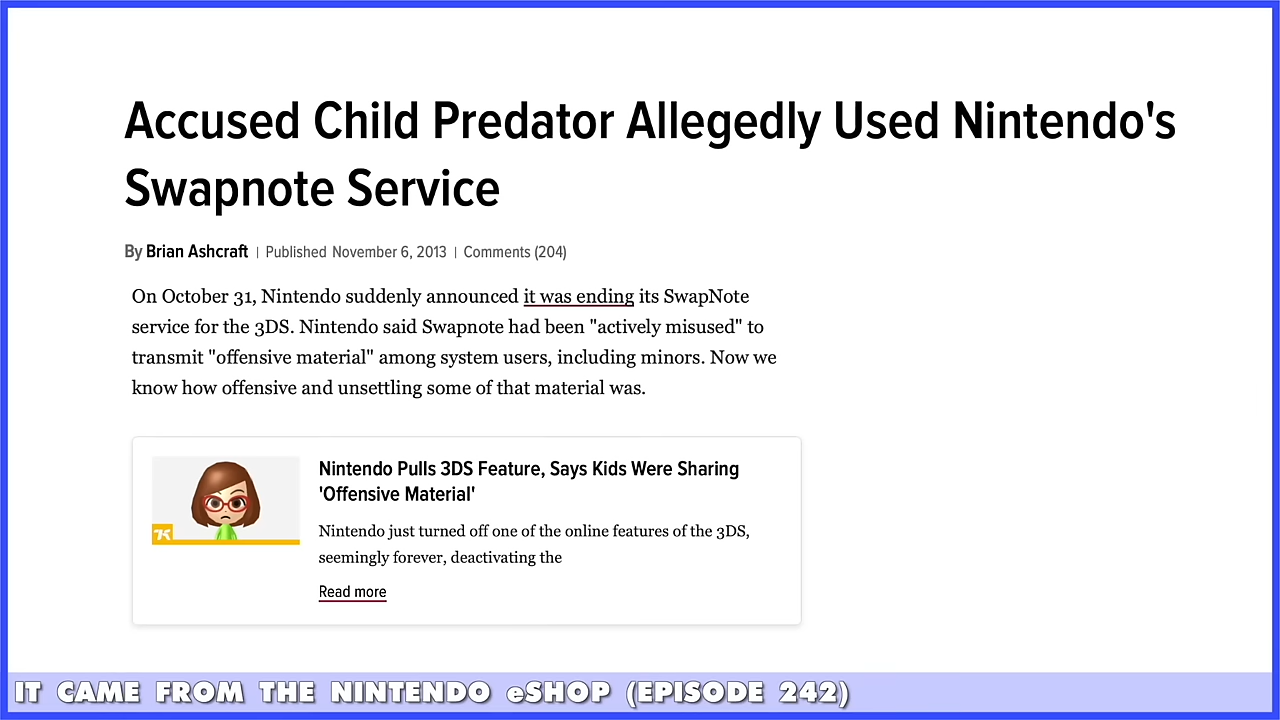 Accused Child Predator Allegedly Used Nintendo's
Swapnote Service
By Brian Ashcraft | Published November 6, 2013 | Comments (204)
On October 31, Nintendo suddenly announced it was ending its SwapNote
service for the 3DS. Nintendo said Swapnote had been "actively misused" to
transmit "offensive material" among system users, including minors. Now we
know how offensive and unsettling some of that material was.
Nintendo Pulls 3DS Feature, Says Kids Were Sharing
'Offensive Material'
Nintendo just turned off one of the online features of the 3DS,
seemingly forever, deactivating the
Read more
IT CAME FROM THE NINTENDO eSHOP (EPISODE 242)